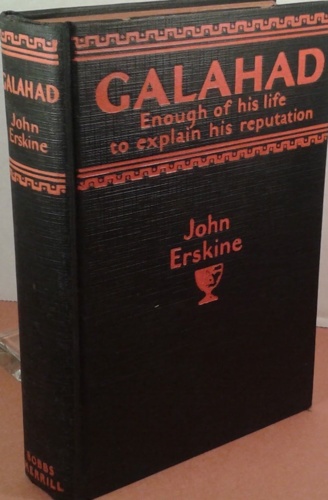 GALAHAD
John
Erskine
BOBBS
MERRILL
GALAHAD
Enough of his life
to explain his reputation
John
Erskine